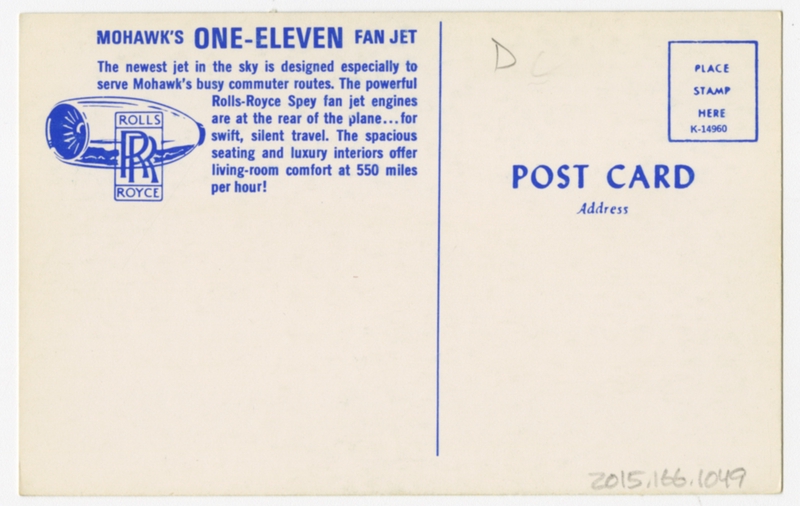 MOHAWK'S ONE-ELEVEN FAN JET
The newest jet in the sky is designed especially to
serve Mohawk's busy commuter routes. The powerful
Rolls-Royce Spey fan jet engines
are at the rear of the plane...for
swift, silent travel. The spacious
seating and luxury interiors offer
living-room comfort at 550 miles
per hour!
ROLLS
RR
ROYCE
D C
PLACE
STAMP
HERE
K-14960
POST CARD
Address
2015.166.1049